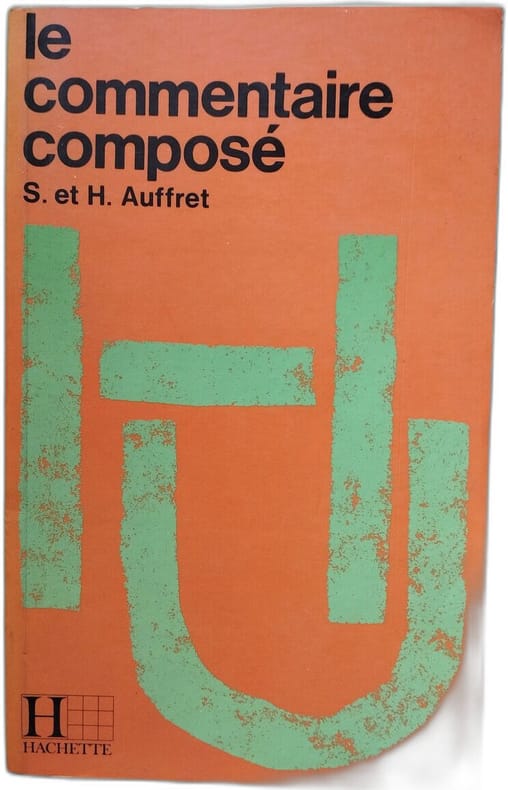 le
commentaire
composé
S. et H. Auffret
H
HACHETTE